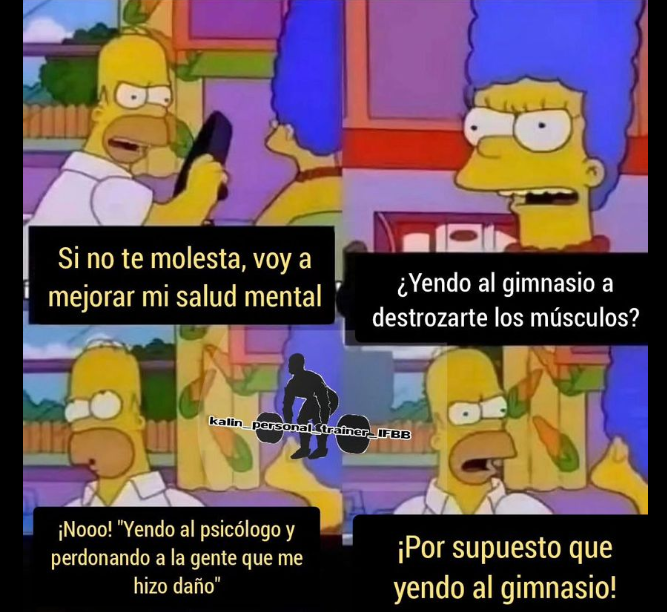 Si no te molesta, voy a
mejorar mi salud mental
¿Yendo al gimnasio a
destrozarte los músculos?
kalin_personal_trainer_IFBB
¡Nooo! "Yendo al psicólogo y
perdonando a la gente que me
hizo daño"
¡Por supuesto que
yendo al gimnasio!